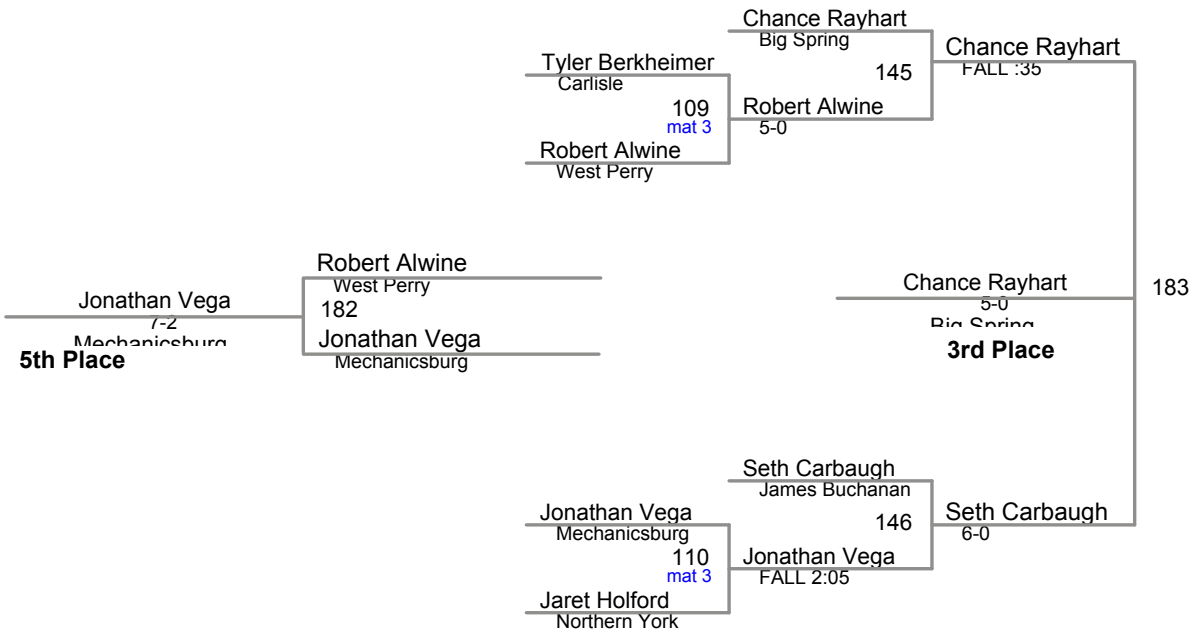 Chance Rayhart
Big Spring
Tyler Berkheimer
Carlisle
145
Chance Rayhart
FALL :35
109
mat 3
Robert Alwine
5-0
Robert Alwine
West Perry
Robert Alwine
West Perry
Jonathan Vega
7-2
Mechanicsburg
5th Place
182
Jonathan Vega
Mechanicsburg
Chance Rayhart
5-0
Big Spring
3rd Place
183
Seth Carbaugh
James Buchanan
Jonathan Vega
Mechanicsburg
146
Seth Carbaugh
6-0
110
mat 3
Jonathan Vega
FALL 2:05
Jaret Holford
Northern York